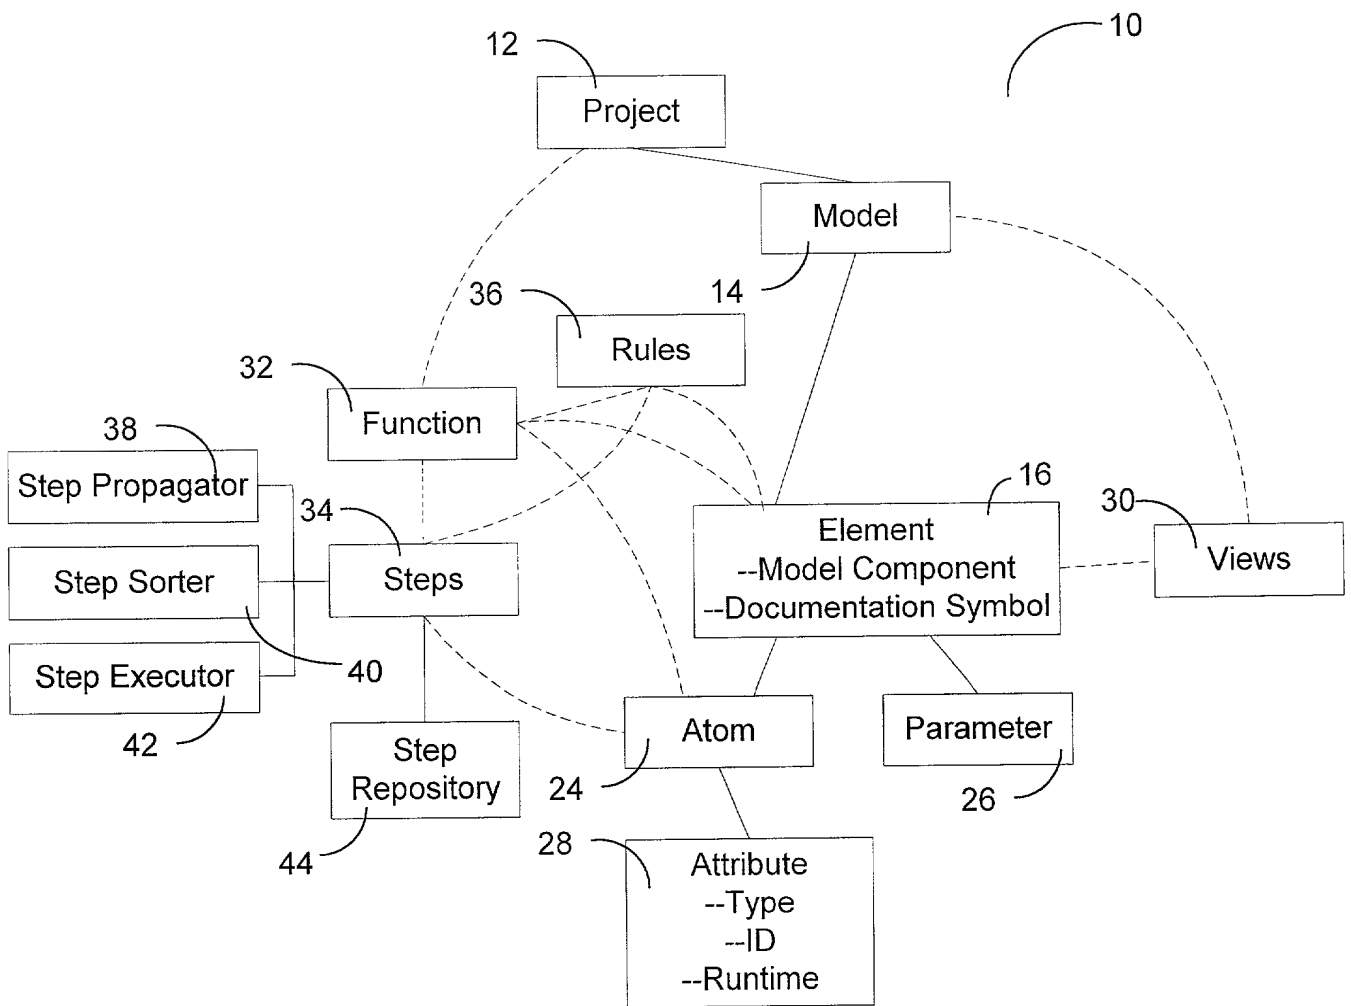 10
12
Project
Model
14
36
Rules
32
Function
38
Step Propagator
34
16
Element
--Model Component
--Documentation Symbol
30
Views
Step Sorter
Steps
40
Step Executor
42
Atom
24
Parameter
26
Step
Repository
44
28
Attribute
--Type
--ID
--Runtime